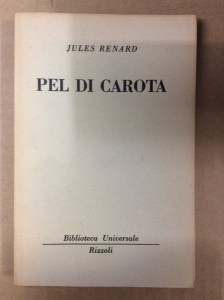 JULES RENARD
PEL DI CAROTA
Biblioteca Universale
Rizzoli